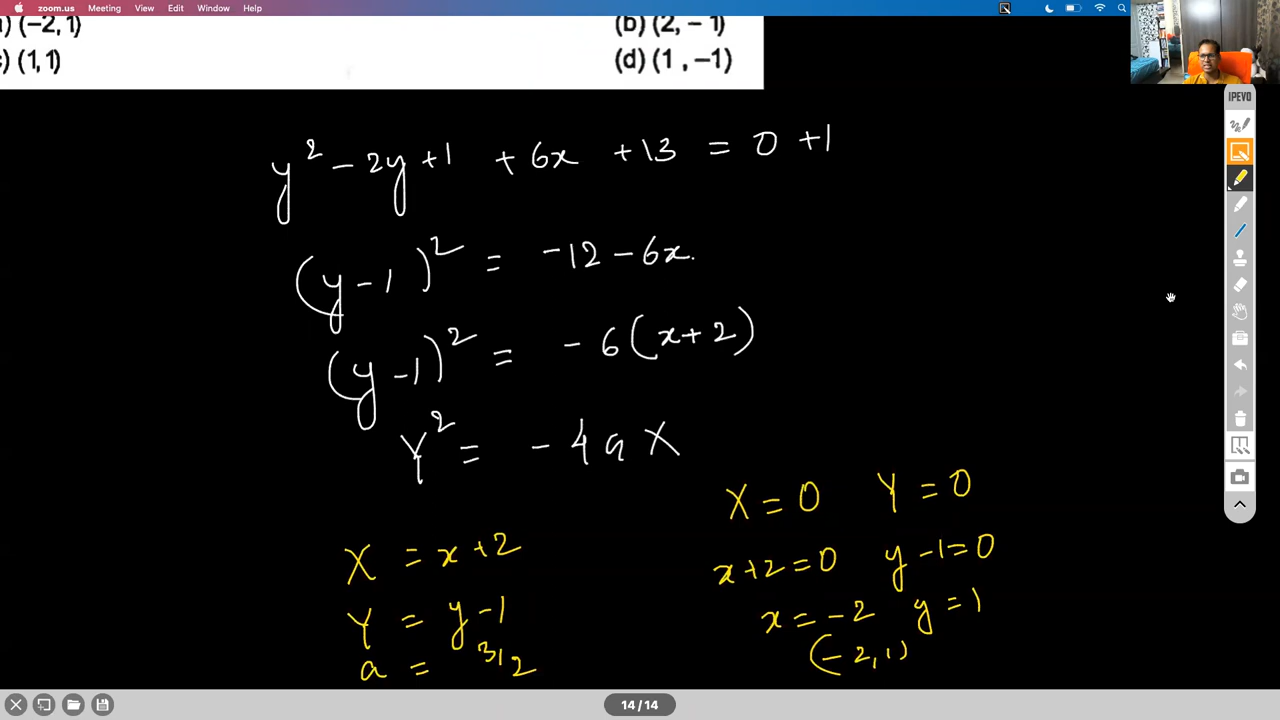 zoom.us Meeting View Edit Window Help
) (−2, 1) (b) (2, − 1)
) (1, 1) (d) (1 , −1)
IPEVO
y² − 2y + 1 + 6x + 13 = 0 + 1
(y − 1)² = −12 − 6x
(y − 1)² = − 6(x + 2)
Y² = − 4aX
X = x + 2
Y = y − 1
a = 3/2
X = 0 Y = 0
x + 2 = 0 y − 1 = 0
x = − 2 y = 1
(− 2, 1)
14 / 14